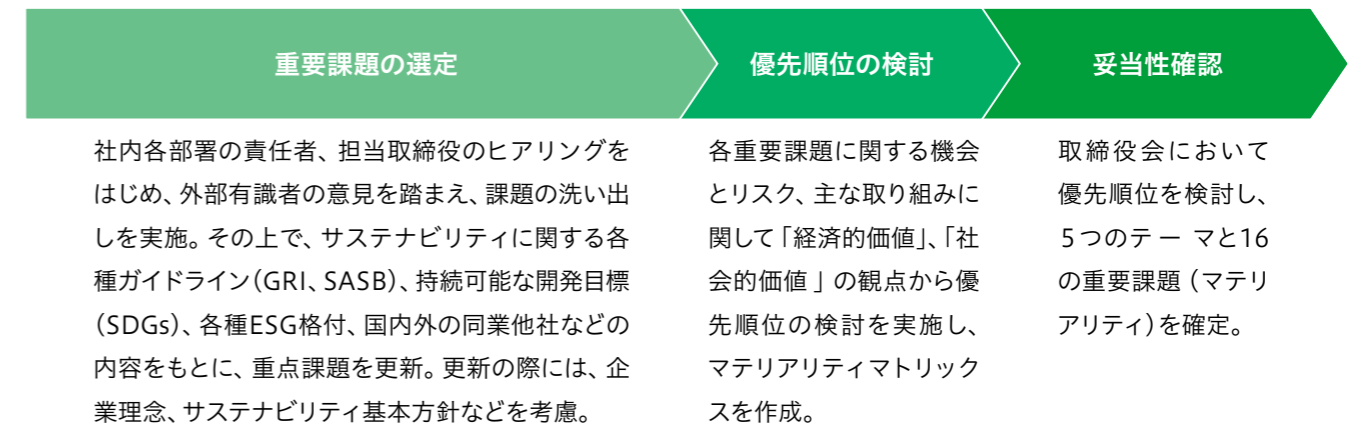 重要課題の選定
社内各部署の責任者、担当取締役のヒアリングを
はじめ、外部有識者の意見を踏まえ、課題の洗い出
しを実施。その上で、サステナビリティに関する各
種ガイドライン（GRI、SASB）、持続可能な開発目標
（SDGs）、各種ESG格付、国内外の同業他社などの
内容をもとに、重点課題を更新。更新の際には、企
業理念、サステナビリティ基本方針などを考慮。
優先順位の検討
各重要課題に関する機会
とリスク、主な取り組みに
関して「経済的価値」、「社
会的価値」の観点から優
先順位の検討を実施し、
マテリアリティマトリック
スを作成。
妥当性確認
取締役会において
優先順位を検討し、
5つのテーマと16
の重要課題（マテリ
アリティ）を確定。